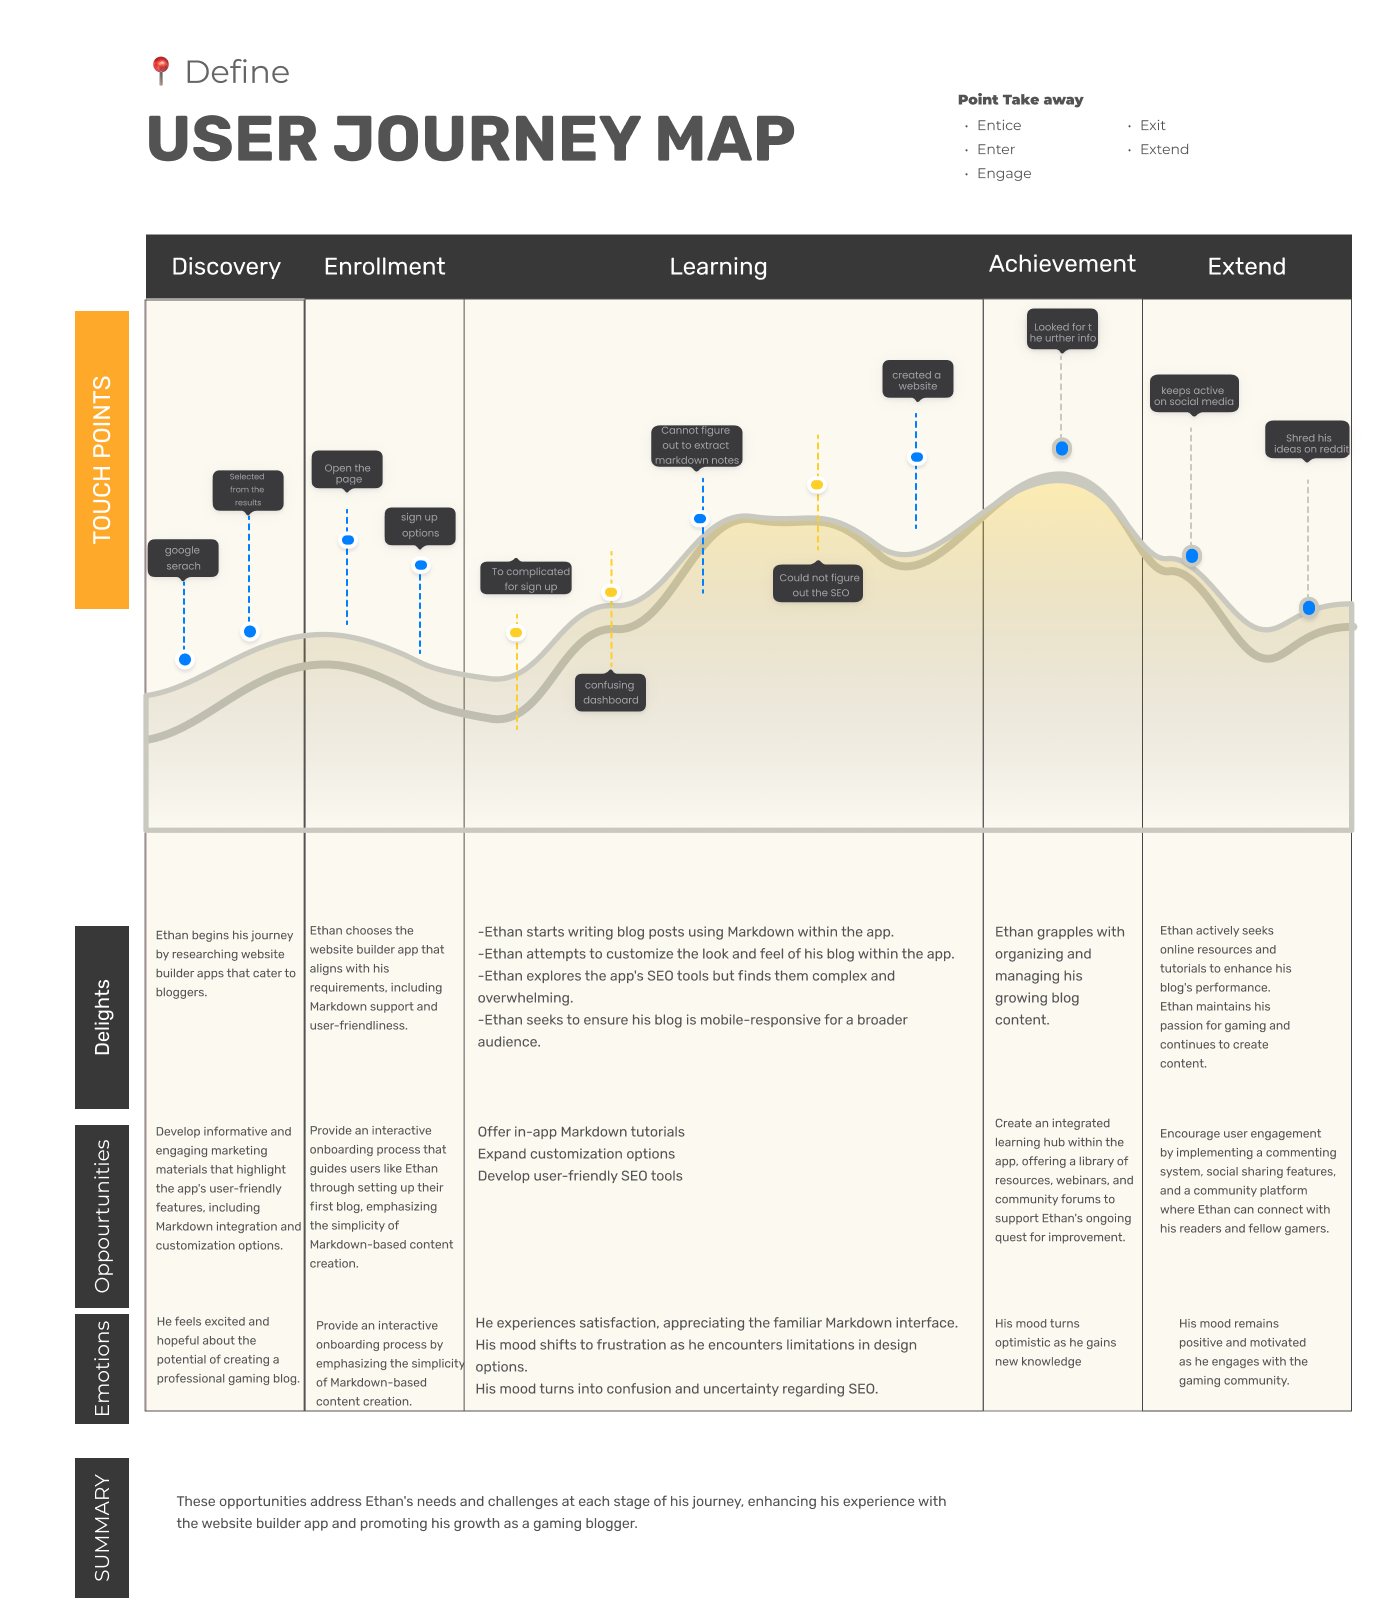 Define
USER JOURNEY MAP
Point Take away
· Entice
· Enter
· Engage
· Exit
· Extend
Discovery
Enrollment
Learning
Achievement
Extend
TOUCH POINTS
google
serach
Selected
from the
results
Open the
page
sign up
options
To complicated
for sign up
confusing
dashboard
Cannot figure
out to extract
markdown notes
Could not figure
out the SEO
created a
website
Looked for t
he urther info
keeps active
on social media
Shred his
ideas on reddit
Delights
Ethan begins his journey
by researching website
builder apps that cater to
bloggers.
Ethan chooses the
website builder app that
aligns with his
requirements, including
Markdown support and
user-friendliness.
-Ethan starts writing blog posts using Markdown within the app.
-Ethan attempts to customize the look and feel of his blog within the app.
-Ethan explores the app's SEO tools but finds them complex and
overwhelming.
-Ethan seeks to ensure his blog is mobile-responsive for a broader
audience.
Ethan grapples with
organizing and
managing his
growing blog
content.
Ethan actively seeks
online resources and
tutorials to enhance his
blog's performance.
Ethan maintains his
passion for gaming and
continues to create
content.
Oppourtunities
Develop informative and
engaging marketing
materials that highlight
the app's user-friendly
features, including
Markdown integration and
customization options.
Provide an interactive
onboarding process that
guides users like Ethan
through setting up their
first blog, emphasizing
the simplicity of
Markdown-based content
creation.
Offer in-app Markdown tutorials
Expand customization options
Develop user-friendly SEO tools
Create an integrated
learning hub within the
app, offering a library of
resources, webinars, and
community forums to
support Ethan's ongoing
quest for improvement.
Encourage user engagement
by implementing a commenting
system, social sharing features,
and a community platform
where Ethan can connect with
his readers and fellow gamers.
Emotions
He feels excited and
hopeful about the
potential of creating a
professional gaming blog.
Provide an interactive
onboarding process by
emphasizing the simplicity
of Markdown-based
content creation.
He experiences satisfaction, appreciating the familiar Markdown interface.
His mood shifts to frustration as he encounters limitations in design
options.
His mood turns into confusion and uncertainty regarding SEO.
His mood turns
optimistic as he gains
new knowledge
His mood remains
positive and motivated
as he engages with the
gaming community.
SUMMARY
These opportunities address Ethan's needs and challenges at each stage of his journey, enhancing his experience with
the website builder app and promoting his growth as a gaming blogger.